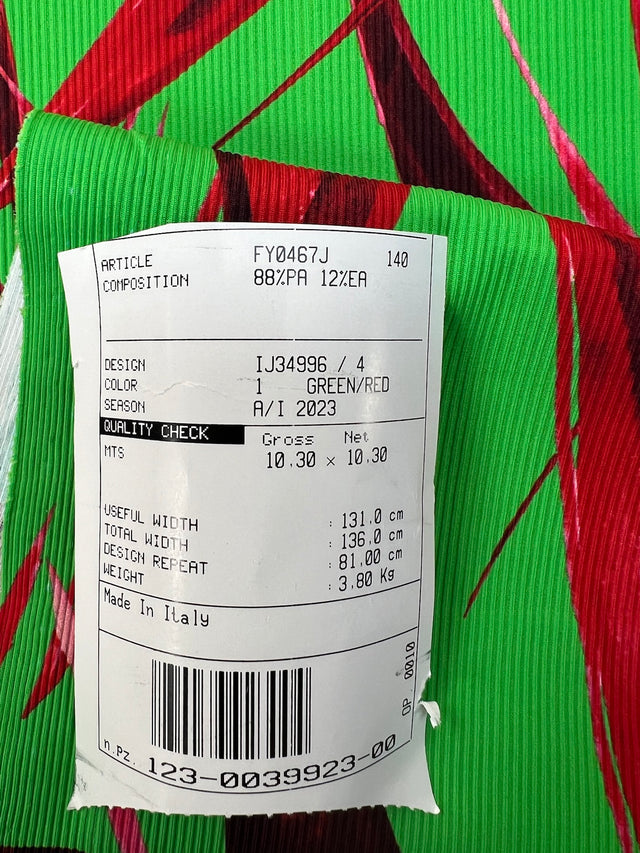 ARTICLE FY0467J 140
COMPOSITION 88%PA 12%EA
DESIGN IJ34996 / 4
COLOR 1 GREEN/RED
SEASON A/I 2023
QUALITY CHECK Gross Net
MTS 10,30 x 10,30
USEFUL WIDTH : 131,0 cm
TOTAL WIDTH : 136,0 cm
DESIGN REPEAT : 81,00 cm
WEIGHT : 3,80 Kg
Made In Italy
OP 0010
n.Pz. 123-0039923-00